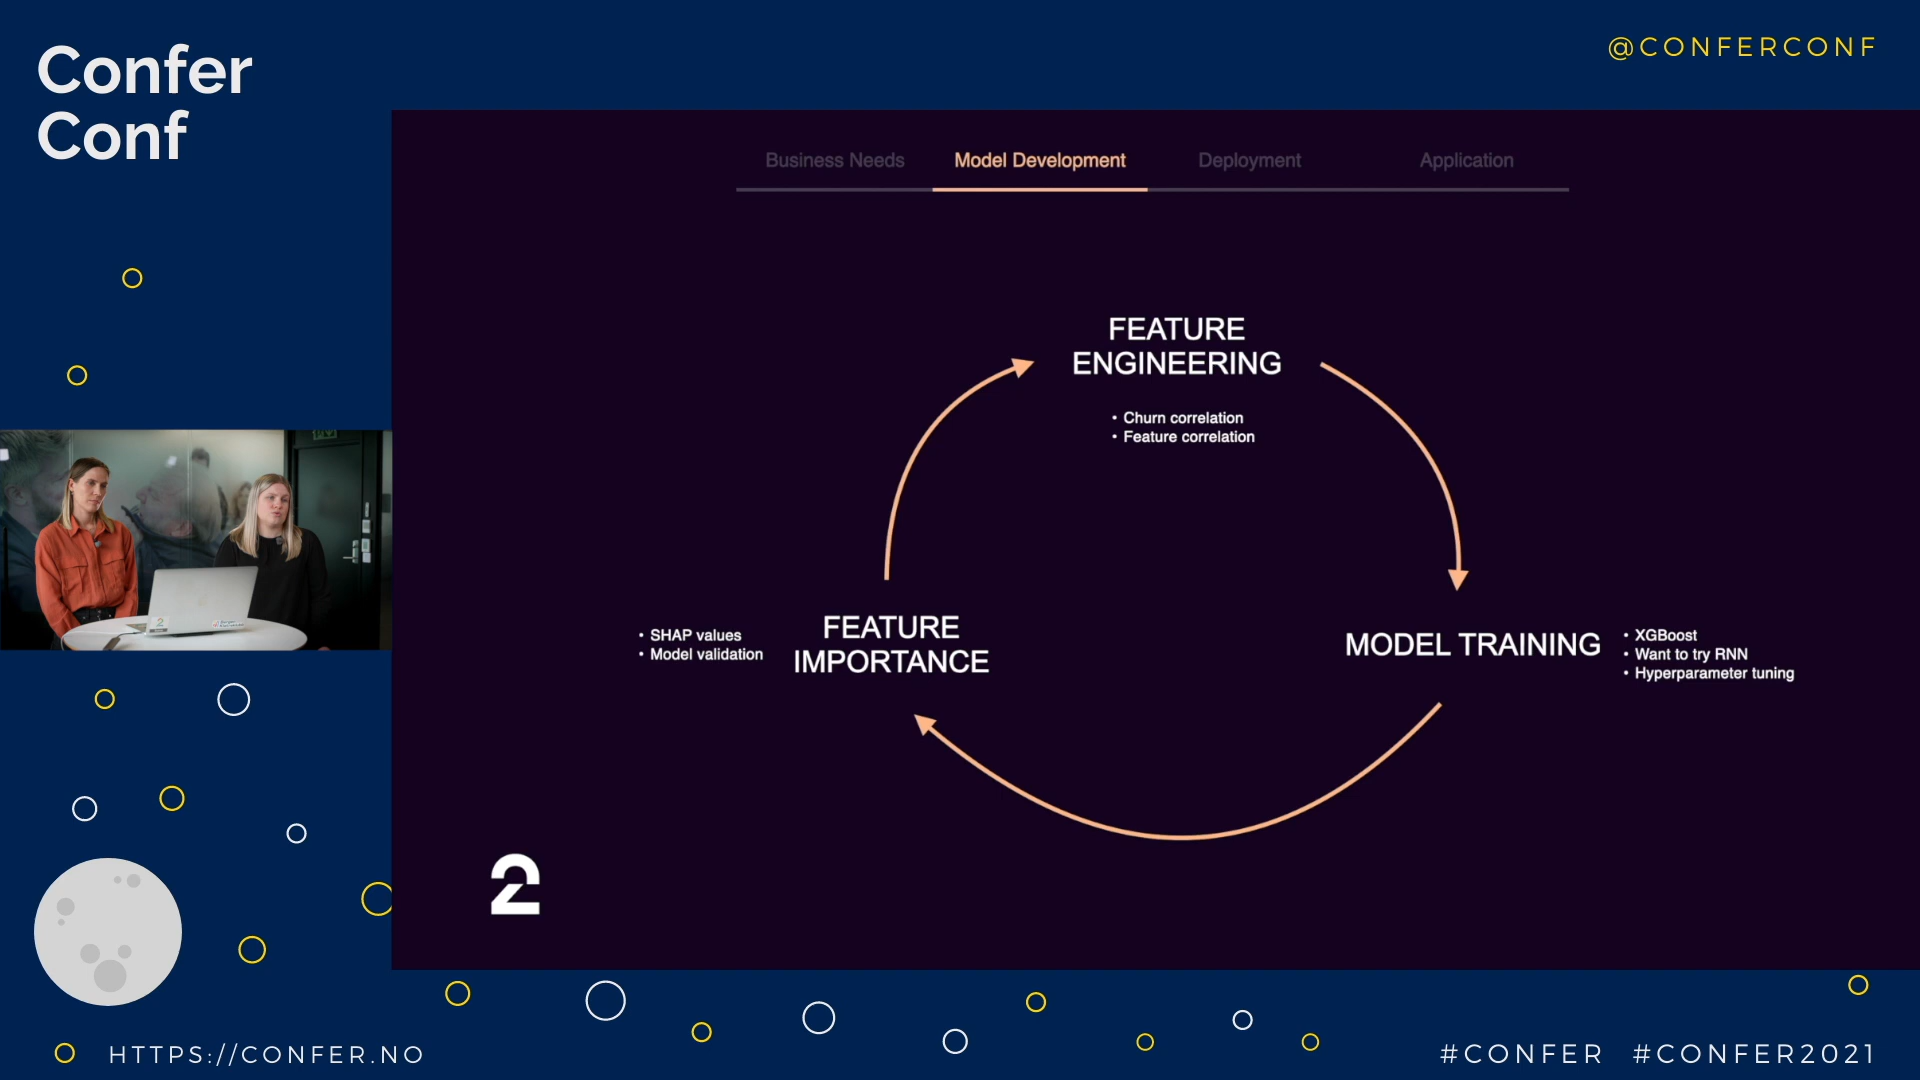 Confer
Conf
@CONFERCONF
Business Needs
Model Development
Deployment
Application
FEATURE
ENGINEERING
• Churn correlation
• Feature correlation
• SHAP values
• Model validation
FEATURE
IMPORTANCE
MODEL TRAINING
• XGBoost
• Want to try RNN
• Hyperparameter tuning
2
HTTPS://CONFER.NO
#CONFER #CONFER2021